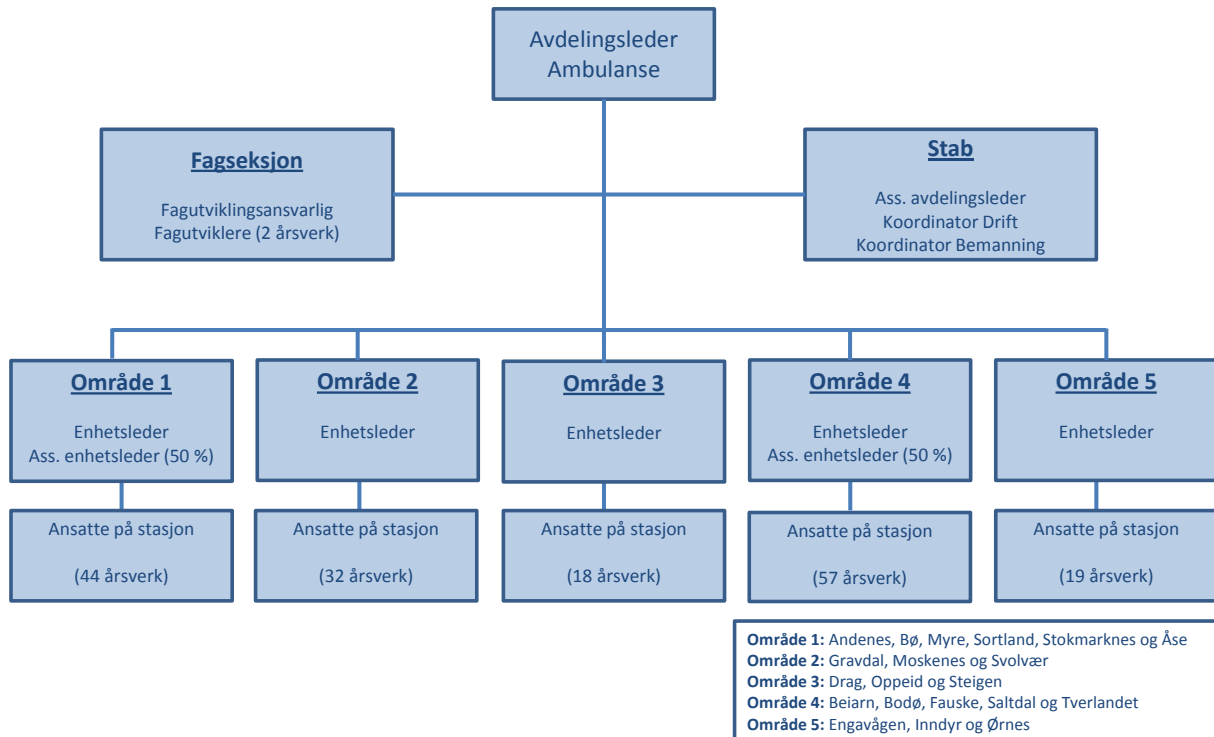 Avdelingsleder
Ambulanse
Fagseksjon
Fagutviklingsansvarlig
Fagutviklere (2 årsverk)
Stab
Ass. avdelingsleder
Koordinator Drift
Koordinator Bemanning
Område 1
Enhetsleder
Ass. enhetsleder (50 %)
Område 2
Enhetsleder
Område 3
Enhetsleder
Område 4
Enhetsleder
Ass. enhetsleder (50 %)
Område 5
Enhetsleder
Ansatte på stasjon
(44 årsverk)
Ansatte på stasjon
(32 årsverk)
Ansatte på stasjon
(18 årsverk)
Ansatte på stasjon
(57 årsverk)
Ansatte på stasjon
(19 årsverk)
Område 1: Andenes, Bø, Myre, Sortland, Stokmarknes og Åse
Område 2: Gravdal, Moskenes og Svolvær
Område 3: Drag, Oppeid og Steigen
Område 4: Beiarn, Bodø, Fauske, Saltdal og Tverlandet
Område 5: Engavågen, Inndyr og Ørnes